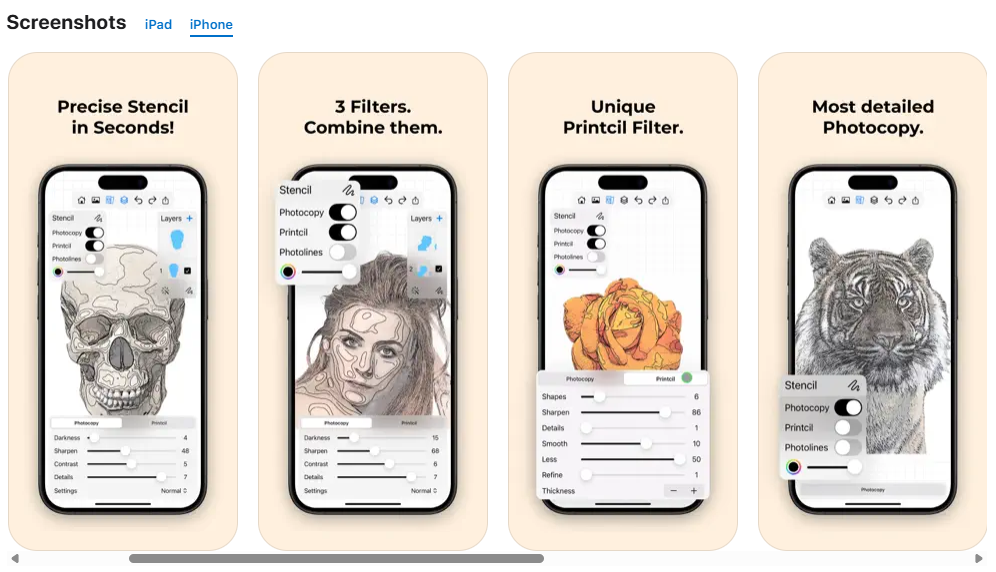 Screenshots iPad iPhone
Precise Stencil
in Seconds!
Stencil
Photocopy
Printcil
Photolines
Layers +
1
Photocopy Printcil
Darkness 4
Sharpen 48
Contrast 5
Details 7
Settings Normal
3 Filters.
Combine them.
Stencil
Photocopy
Printcil
Photolines
Layers +
2
Photocopy Printcil
Darkness 15
Sharpen 68
Contrast 6
Details 7
Settings Normal
Unique
Printcil Filter.
Stencil
Photocopy
Printcil
Photolines
Photocopy Printcil
Shapes 6
Sharpen 86
Details 1
Smooth 10
Less 50
Refine 1
Thickness − +
Most detailed
Photocopy.
Stencil
Photocopy
Printcil
Photolines
Photocopy